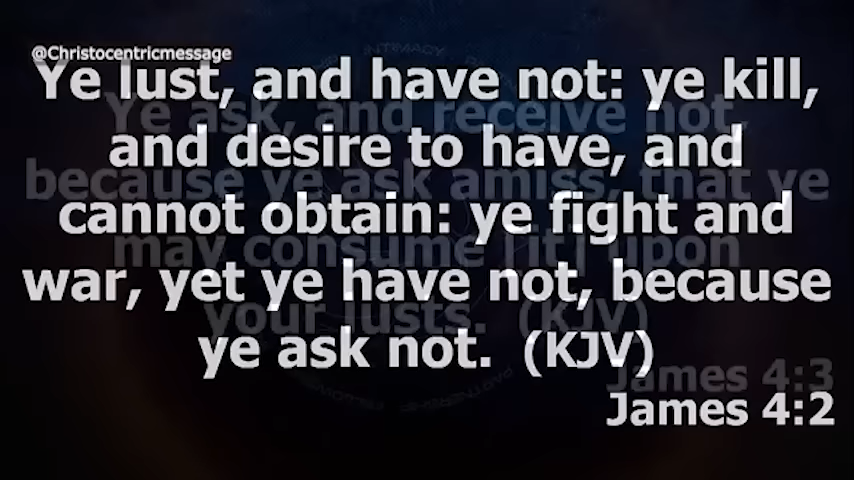 @Christocentricmessage
Ye lust, and have not: ye kill,
and desire to have, and
cannot obtain: ye fight and
war, yet ye have not, because
ye ask not. (KJV)
James 4:2
Ye ask, and receive not,
because ye ask amiss, that ye
may consume [it] upon
your lusts. (KJV)
James 4:3
INTIMACY
PARTNERSHIP